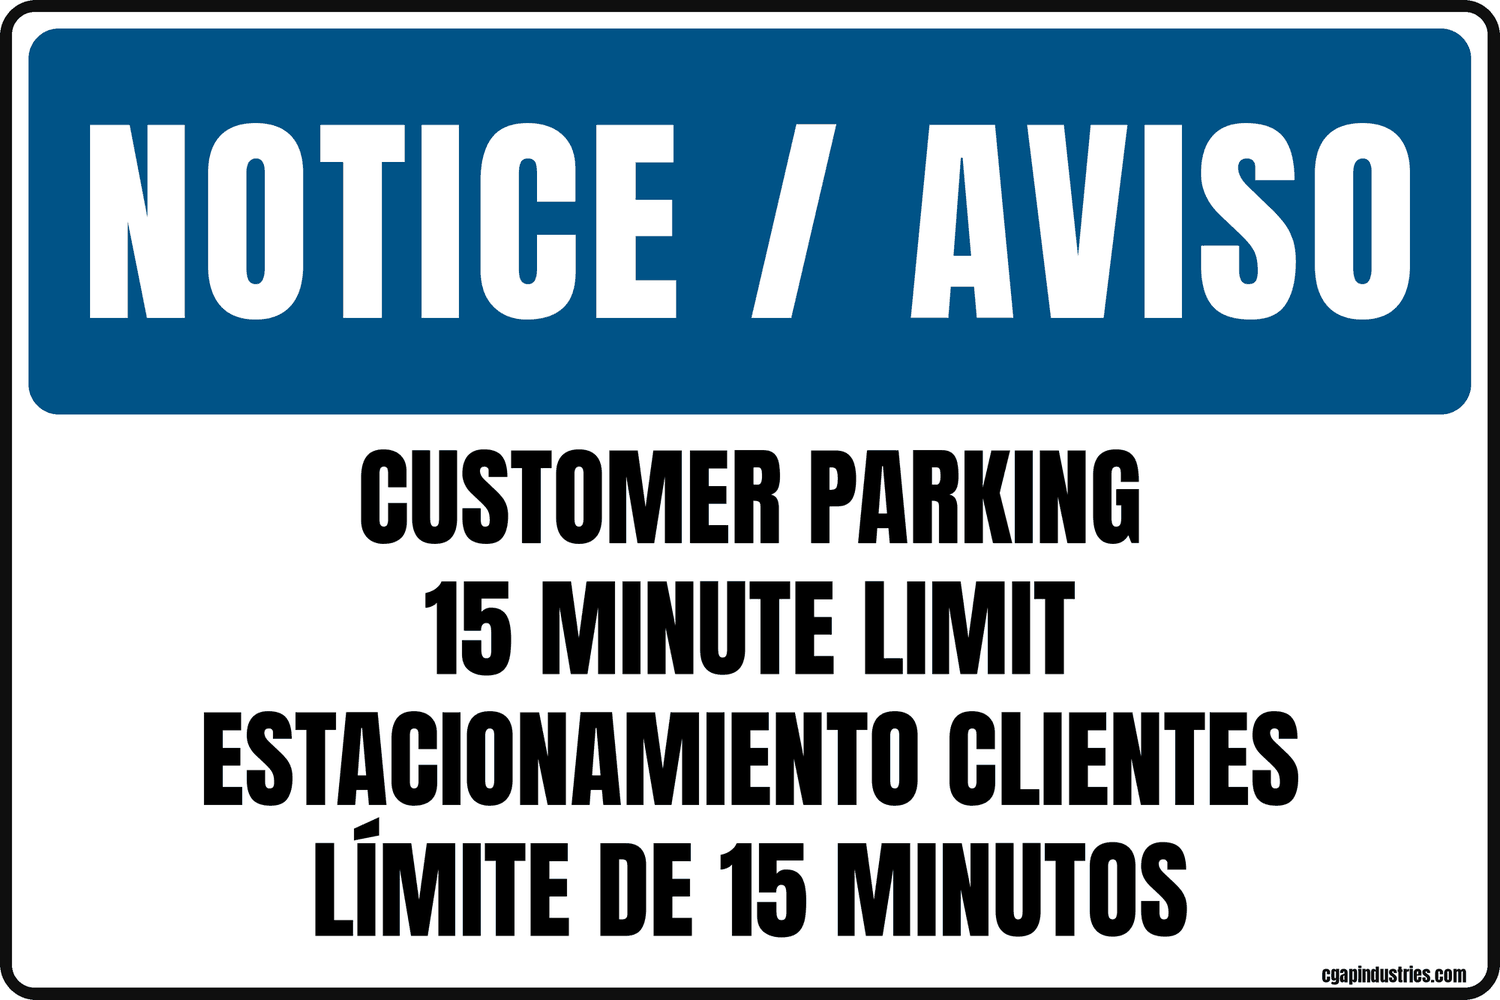 NOTICE / AVISO
CUSTOMER PARKING
15 MINUTE LIMIT
ESTACIONAMIENTO CLIENTES
LÍMITE DE 15 MINUTOS
cgapindustries.com